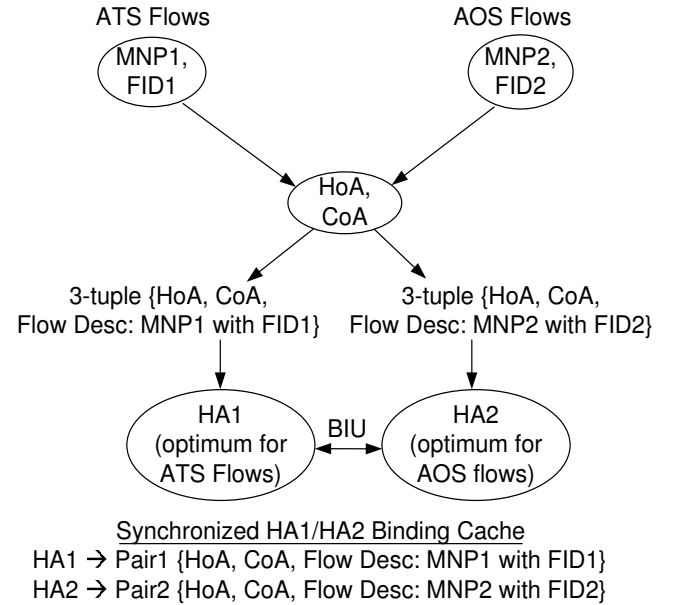 ATS Flows
AOS Flows
MNP1,
FID1
MNP2,
FID2
HoA,
CoA
3-tuple {HoA, CoA,
Flow Desc: MNP1 with FID1}
3-tuple {HoA, CoA,
Flow Desc: MNP2 with FID2}
HA1
(optimum for
ATS Flows)
BIU
HA2
(optimum for
AOS flows)
Synchronized HA1/HA2 Binding Cache
HA1 → Pair1 {HoA, CoA, Flow Desc: MNP1 with FID1}
HA2 → Pair2 {HoA, CoA, Flow Desc: MNP2 with FID2}